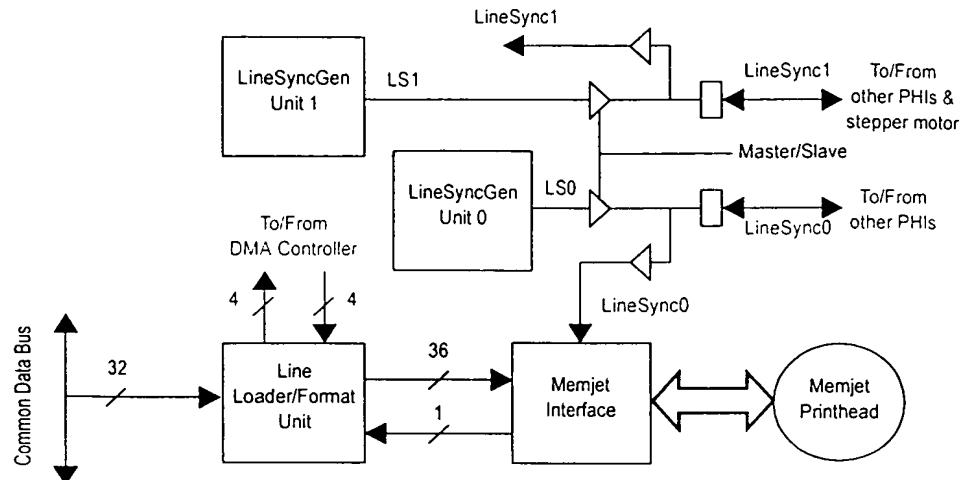 LineSync1
LineSyncGen
Unit 1
LS1
LineSync1
To/From
other PHIs &
stepper motor
Master/Slave
LineSyncGen
Unit 0
LS0
LineSync0
To/From
other PHIs
To/From
DMA Controller
4
4
LineSync0
Common Data Bus
32
Line
Loader/Format
Unit
36
1
Memjet
Interface
Memjet
Printhead